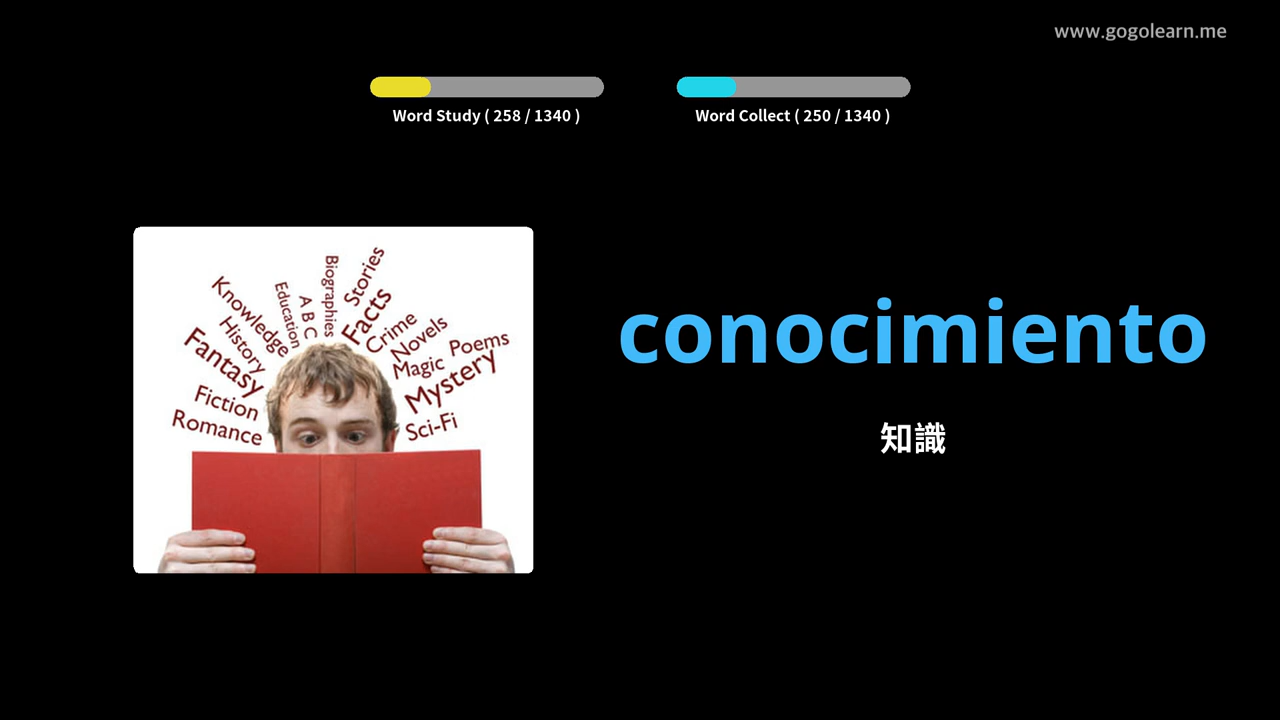 www.gogolearn.me
Word Study ( 258 / 1340 )
Word Collect ( 250 / 1340 )
Knowledge
Education
A B C
Biographies
Stories
Facts
Crime
Novels
Poems
History
Fantasy
Magic
Mystery
Fiction
Romance
Sci-Fi
conocimiento
知識